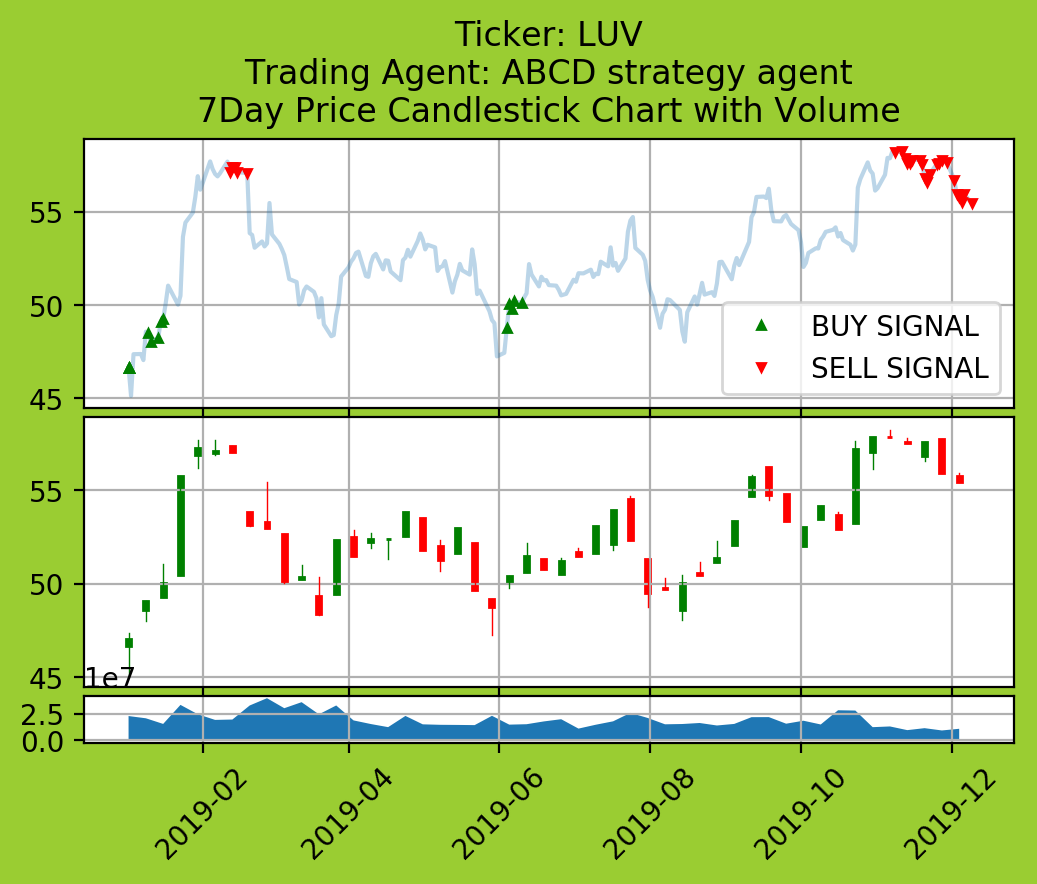 Ticker: LUV
Trading Agent: ABCD strategy agent
7Day Price Candlestick Chart with Volume
55
50
45
BUY SIGNAL
SELL SIGNAL
55
50
45
1e7
2.5
0.0
2019-02
2019-04
2019-06
2019-08
2019-10
2019-12